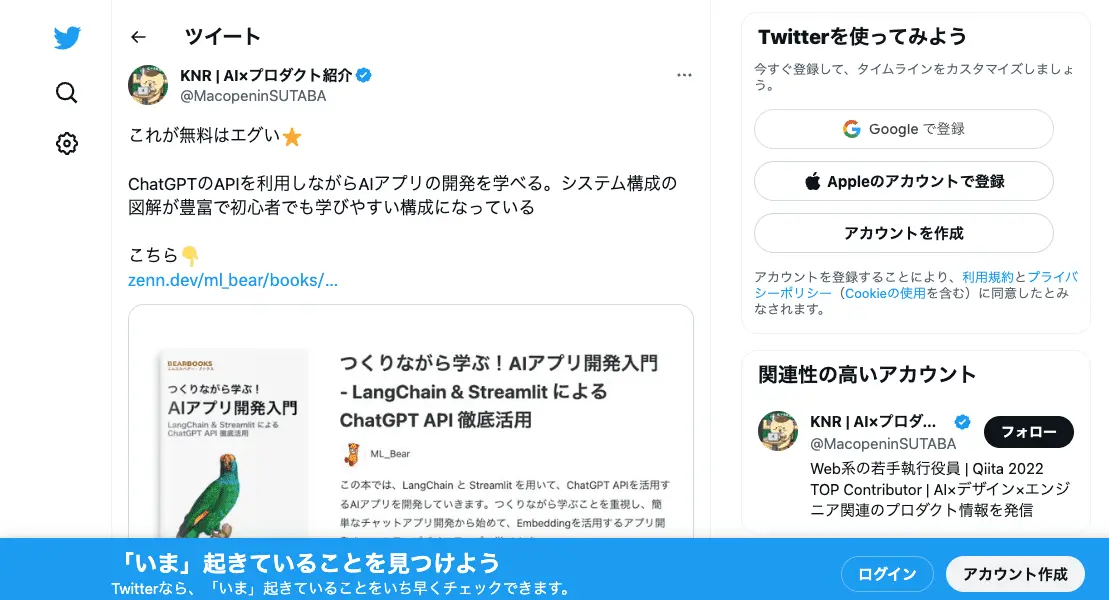 ツイート
KNR | AI×プロダクト紹介
@MacopeninSUTABA
これが無料はエグい⭐
ChatGPTのAPIを利用しながらAIアプリの開発を学べる。システム構成の
図解が豊富で初心者でも学びやすい構成になっている
こちら👇
zenn.dev/ml_bear/books/...
BEARBOOKS
つくりながら学ぶ！
AIアプリ開発入門
LangChain & Streamlit による
ChatGPT API 徹底活用
つくりながら学ぶ！AIアプリ開発入門
- LangChain & Streamlit による
ChatGPT API 徹底活用
ML_Bear
この本では、LangChain と Streamlit を用いて、ChatGPT APIを活用す
るAIアプリを開発していきます。つくりながら学ぶことを重視し、簡
単なチャットアプリ開発から始めて、Embeddingを活用するアプリ開
Twitterを使ってみよう
今すぐ登録して、タイムラインをカスタマイズしましょ
う。
Google で登録
Appleのアカウントで登録
アカウントを作成
アカウントを登録することにより、利用規約とプライバ
シーポリシー（Cookieの使用を含む）に同意したとみ
なされます。
関連性の高いアカウント
KNR | AI×プロダ...
@MacopeninSUTABA
フォロー
Web系の若手執行役員 | Qiita 2022
TOP Contributor | AI×デザイン×エンジ
ニア関連のプロダクト情報を発信
「いま」起きていることを見つけよう
Twitterなら、「いま」起きていることをいち早くチェックできます。
ログイン
アカウント作成